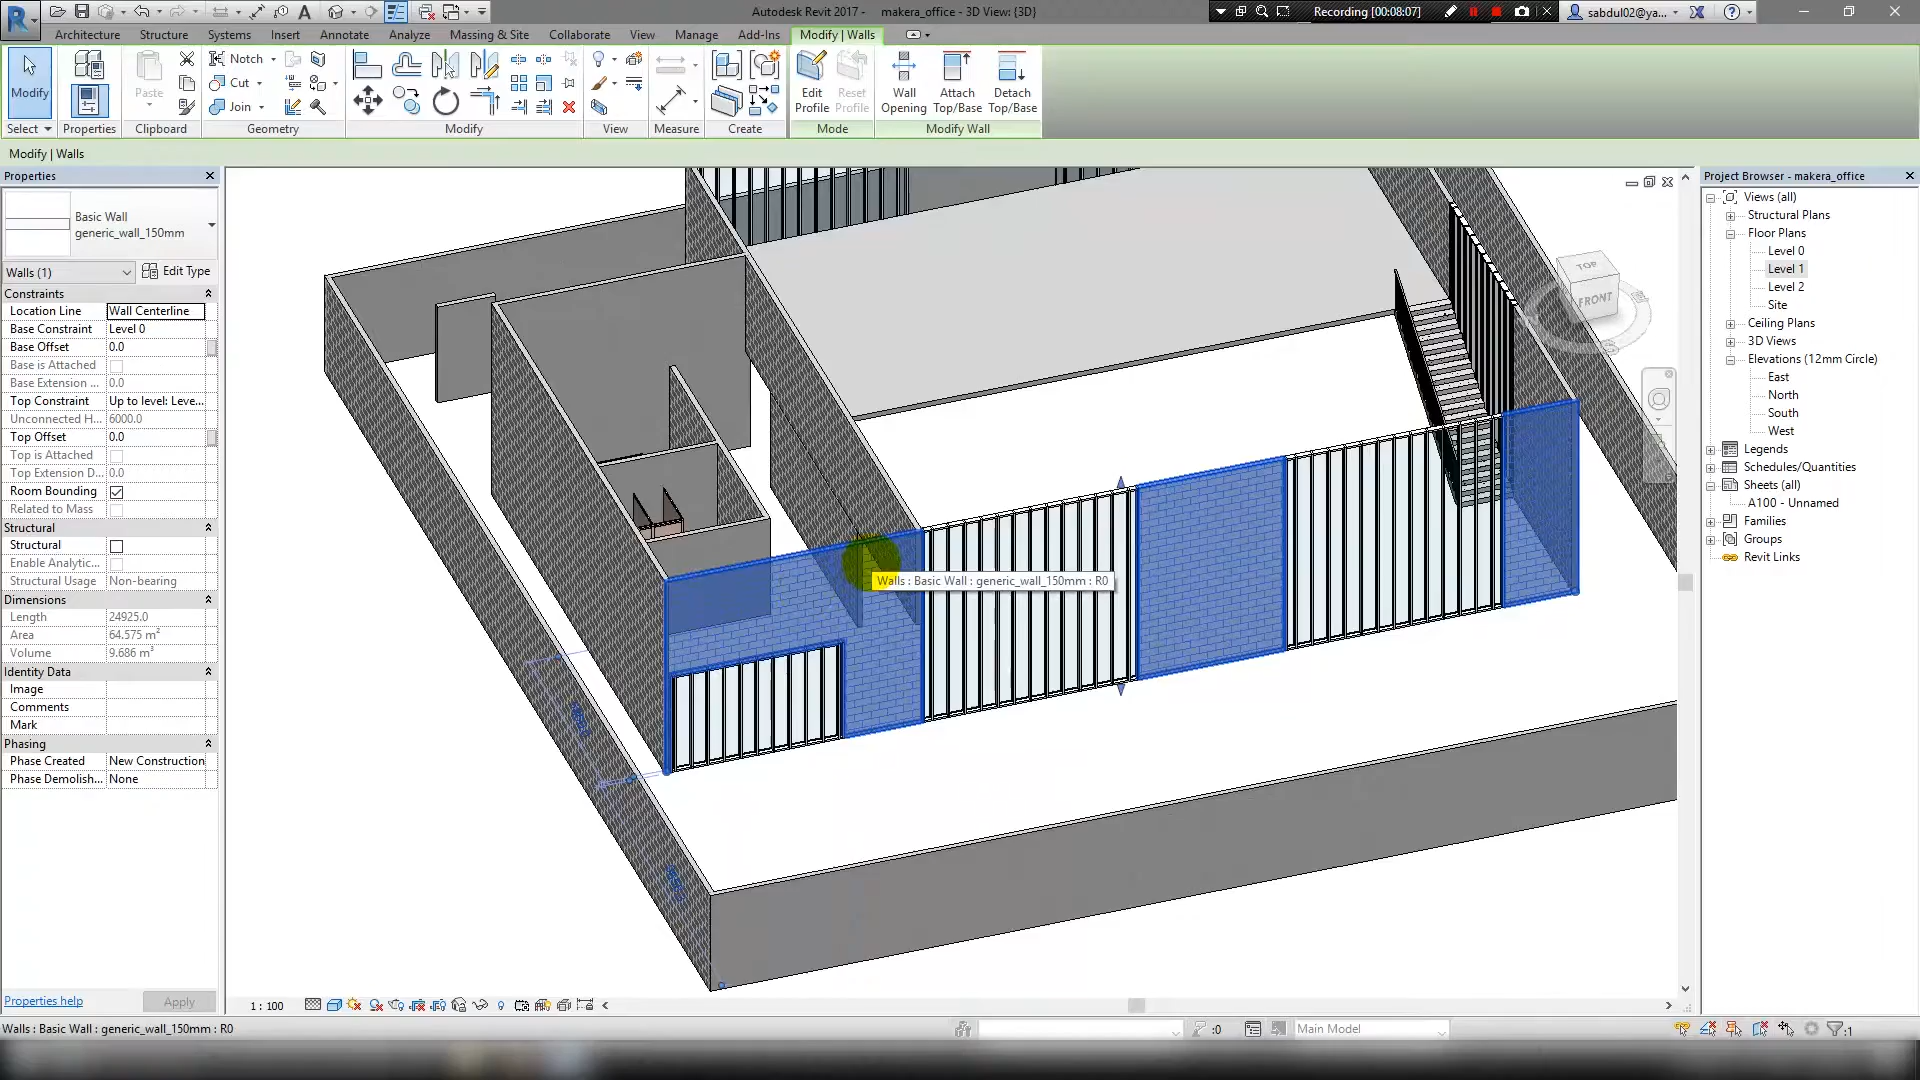 Autodesk Revit 2017 - makera_office - 3D View: {3D}
Recording [00:08:07]
sabdul02@ya...
Architecture Structure Systems Insert Annotate Analyze Massing & Site Collaborate View Manage Add-Ins Modify | Walls
Modify
Paste
Notch
Cut
Join
Edit Profile
Reset Profile
Wall Opening
Attach Top/Base
Detach Top/Base
Select Properties Clipboard Geometry Modify View Measure Create Mode Modify Wall
Modify | Walls
Properties
Basic Wall
generic_wall_150mm
Walls (1)
Edit Type
Constraints
Location Line Wall Centerline
Base Constraint Level 0
Base Offset 0.0
Base is Attached
Base Extension ... 0.0
Top Constraint Up to level: Leve...
Unconnected H... 6000.0
Top Offset 0.0
Top is Attached
Top Extension D... 0.0
Room Bounding
Related to Mass
Structural
Structural
Enable Analytic...
Structural Usage Non-bearing
Dimensions
Length 24925.0
Area 64.575 m²
Volume 9.686 m³
Identity Data
Image
Comments
Mark
Phasing
Phase Created New Construction
Phase Demolish... None
Properties help
Apply
TOP
FRONT
Walls : Basic Wall : generic_wall_150mm : R0
1 : 100
Project Browser - makera_office
Views (all)
Structural Plans
Floor Plans
Level 0
Level 1
Level 2
Site
Ceiling Plans
3D Views
Elevations (12mm Circle)
East
North
South
West
Legends
Schedules/Quantities
Sheets (all)
A100 - Unnamed
Families
Groups
Revit Links
Walls : Basic Wall : generic_wall_150mm : R0
:0
Main Model
:1